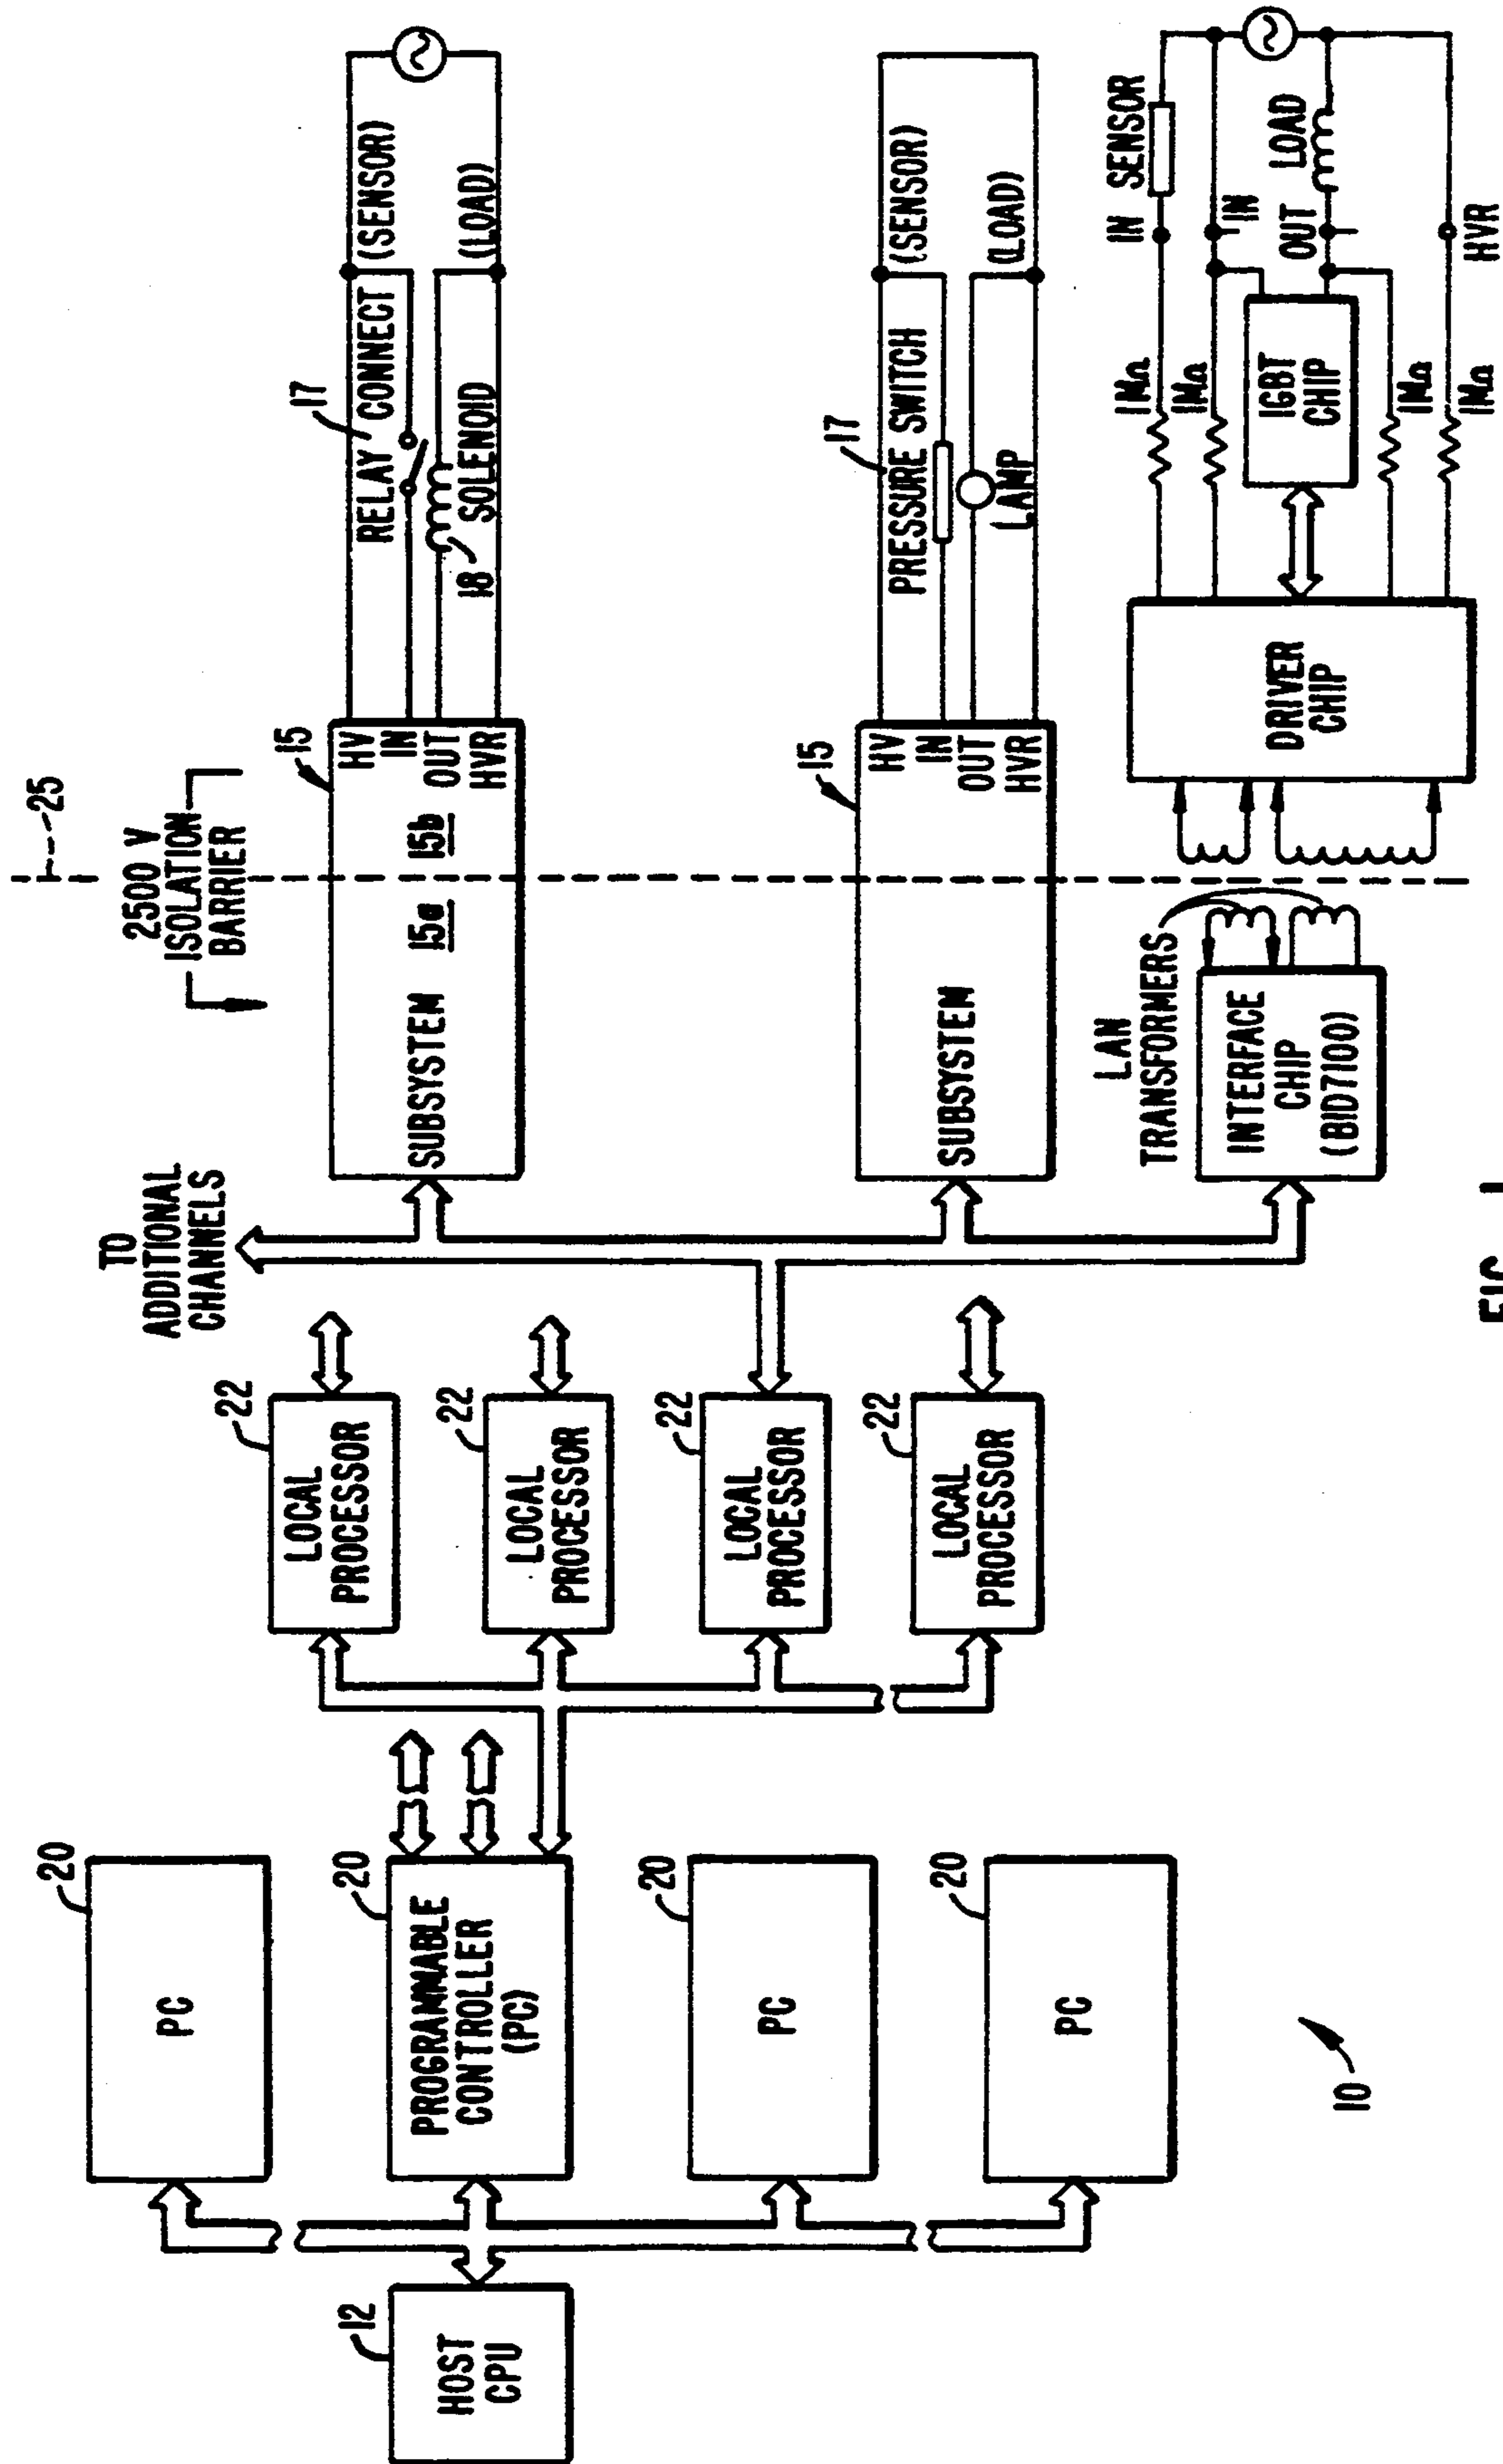 12
HOST
CPU
20
PC
20
PROGRAMMABLE
CONTROLLER
(PC)
20
PC
20
PC
10
22
LOCAL
PROCESSOR
22
LOCAL
PROCESSOR
22
LOCAL
PROCESSOR
22
LOCAL
PROCESSOR
TO
ADDITIONAL
CHANNELS
2500 V
ISOLATION
BARRIER
25
SUBSYSTEM
15a
15b
15
HV
IN
OUT
HVR
17
RELAY CONNECT
(SENSOR)
18
SOLENOID
(LOAD)
SUBSYSTEM
15
HV
IN
OUT
HVR
17
PRESSURE SWITCH
(SENSOR)
LAMP
(LOAD)
LAN
TRANSFORMERS
INTERFACE
CHIP
(BID7100)
DRIVER
CHIP
1MΩ
1MΩ
IGBT
CHIP
1MΩ
1MΩ
IN
SENSOR
IN
OUT
LOAD
HVR
FIG. 1